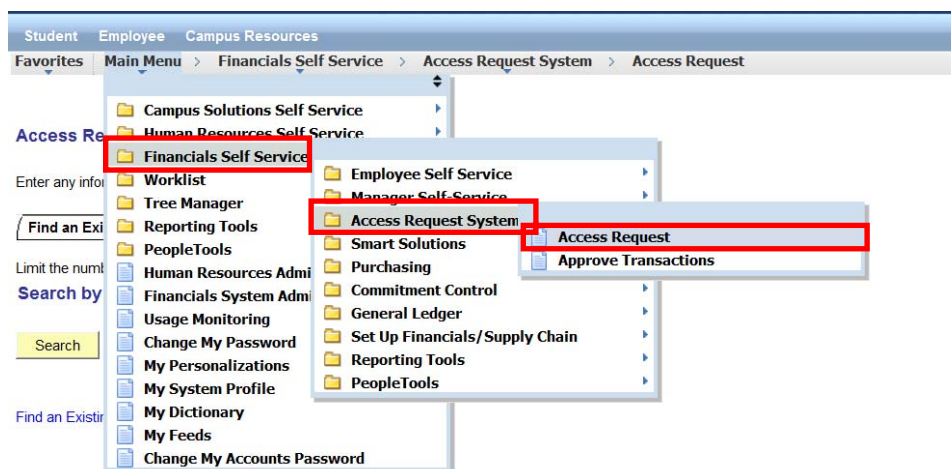 Student Employee Campus Resources
Favorites Main Menu > Financials Self Service > Access Request System > Access Request
Campus Solutions Self Service
Access Re
Human Resources Self Service
Financials Self Service
Enter any infor
Worklist
Tree Manager
Find an Exi
Reporting Tools
PeopleTools
Limit the numb
Human Resources Admi
Search by
Financials System Admi
Usage Monitoring
Search
Change My Password
My Personalizations
My System Profile
Find an Existin
My Dictionary
My Feeds
Change My Accounts Password
Employee Self Service
Manager Self-Service
Access Request System
Smart Solutions
Purchasing
Commitment Control
General Ledger
Set Up Financials/Supply Chain
Reporting Tools
PeopleTools
Access Request
Approve Transactions